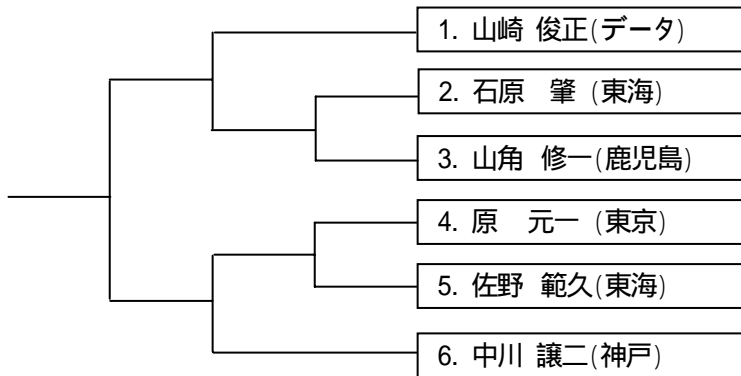 1. 山崎 俊正(データ)
2. 石原　肇 (東海)
3. 山角 修一(鹿児島)
4. 原　元一 (東京)
5. 佐野 範久(東海)
6. 中川 譲二(神戸)